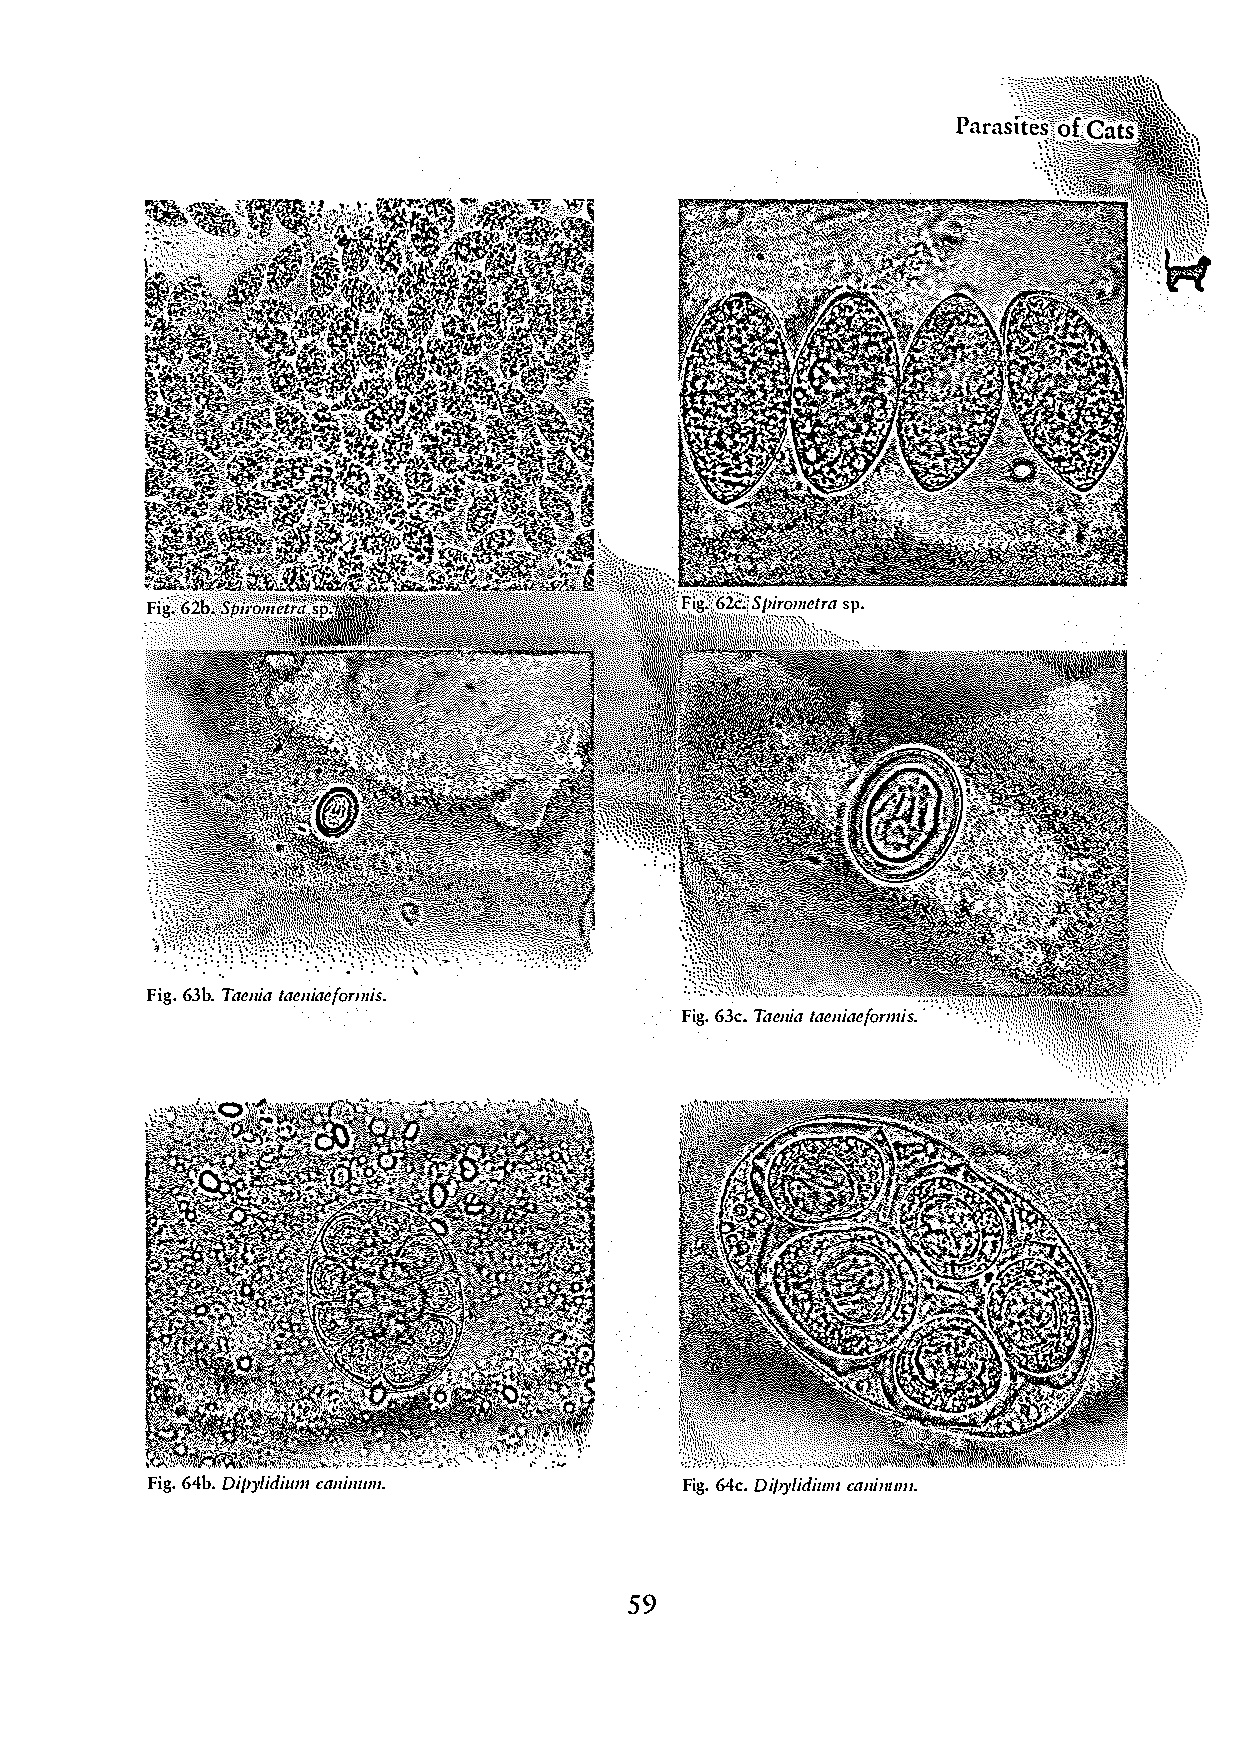 Parasites of Cats
Fig. 62b. Spirometra sp.
Fig. 62c. Spirometra sp.
Fig. 63b. Taenia taeniaeformis.
Fig. 63c. Taenia taeniaeformis.
Fig. 64b. Dipylidium caninum.
Fig. 64c. Dipylidium caninum.
59